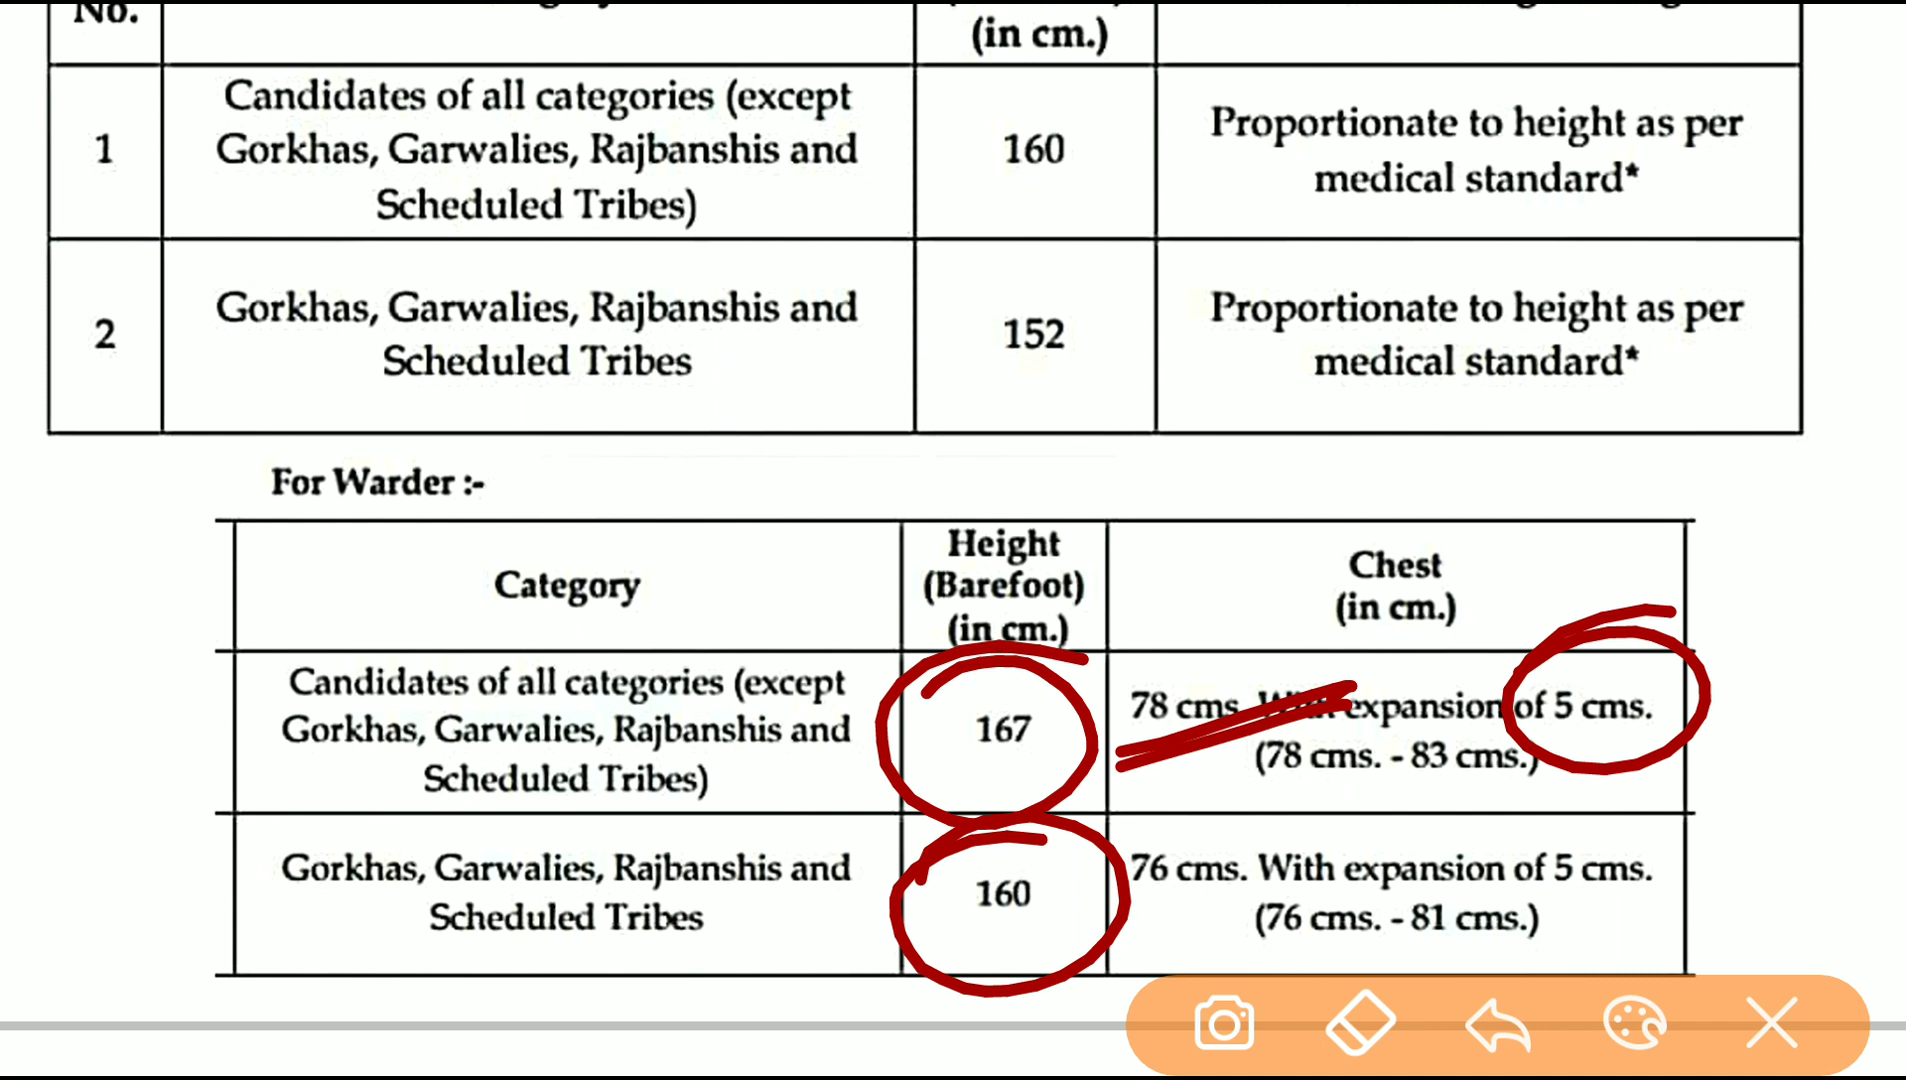 No.
(in cm.)
1
Candidates of all categories (except
Gorkhas, Garwalies, Rajbanshis and
Scheduled Tribes)
160
Proportionate to height as per
medical standard*
2
Gorkhas, Garwalies, Rajbanshis and
Scheduled Tribes
152
Proportionate to height as per
medical standard*
For Warder :-
Category
Height
(Barefoot)
(in cm.)
Chest
(in cm.)
Candidates of all categories (except
Gorkhas, Garwalies, Rajbanshis and
Scheduled Tribes)
167
78 cms. With expansion of 5 cms.
(78 cms. - 83 cms.)
Gorkhas, Garwalies, Rajbanshis and
Scheduled Tribes
160
76 cms. With expansion of 5 cms.
(76 cms. - 81 cms.)